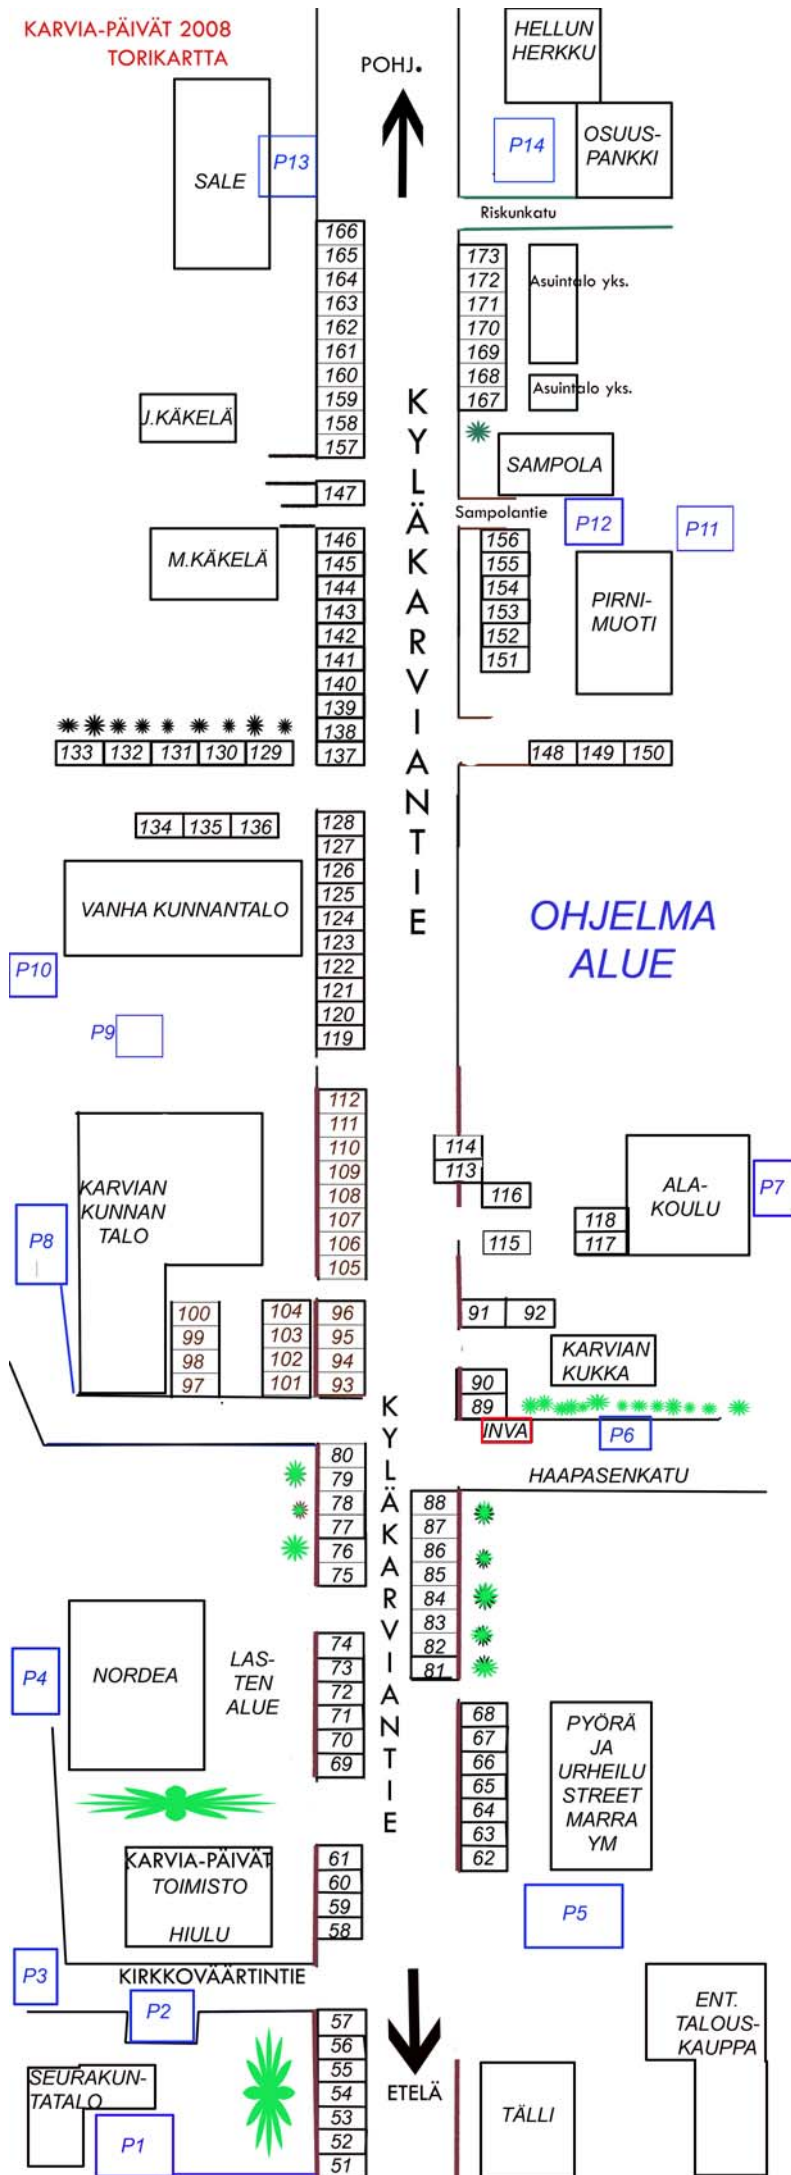 KARVIA-PÄIVÄT 2008
TORIKARTTA
POHJ.
HELLUN
HERKKU
P13
SALE
P14
OSUUS-
PANKKI
Riskunkatu
166
165
164
163
162
161
160
159
158
157
173
172
171
170
169
168
167
Asuintalo yks.
Asuintalo yks.
J.KÄKELÄ
SAMPOLA
147
Sampolantie
P12
P11
M.KÄKELÄ
146
145
144
143
142
141
140
139
138
137
156
155
154
153
152
151
PIRNI-
MUOTI
KYLÄKARVIANTIE
133 132 131 130 129
148 149 150
134 135 136
128
127
126
125
124
123
122
121
120
119
VANHA KUNNANTALO
OHJELMA
ALUE
P10
P9
112
111
110
109
108
107
106
105
KARVIAN
KUNNAN
TALO
P8
114
113
116
115
118
117
ALA-
KOULU
P7
100
99
98
97
104
103
102
101
96
95
94
93
91 92
KARVIAN
KUKKA
90
89
INVA
P6
HAAPASENKATU
KYLÄKARVIANTIE
80
79
78
77
76
75
88
87
86
85
84
83
82
81
P4
NORDEA
LAS-
TEN
ALUE
74
73
72
71
70
69
68
67
66
65
64
63
62
PYÖRÄ
JA
URHEILU
STREET
MARRA
YM
KARVIA-PÄIVÄT
TOIMISTO
HIULU
61
60
59
58
P5
P3
KIRKKOVÄÄRTINTIE
P2
57
56
55
54
53
52
51
ETELÄ
ENT.
TALOUS-
KAUPPA
SEURAKUN-
TATALO
P1
TÄLLI